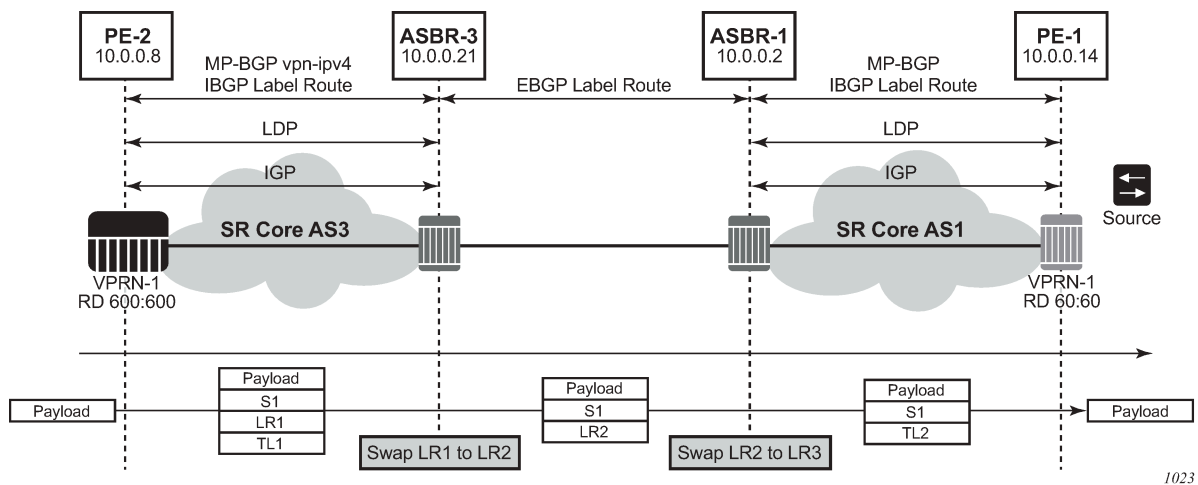 PE-2
10.0.0.8
ASBR-3
10.0.0.21
ASBR-1
10.0.0.2
PE-1
10.0.0.14
MP-BGP vpn-ipv4
IBGP Label Route
EBGP Label Route
MP-BGP
IBGP Label Route
LDP
LDP
IGP
IGP
Source
SR Core AS3
SR Core AS1
VPRN-1
RD 600:600
VPRN-1
RD 60:60
Payload
Payload
S1
LR1
TL1
Payload
S1
LR2
Payload
S1
TL2
Payload
Swap LR1 to LR2
Swap LR2 to LR3
1023